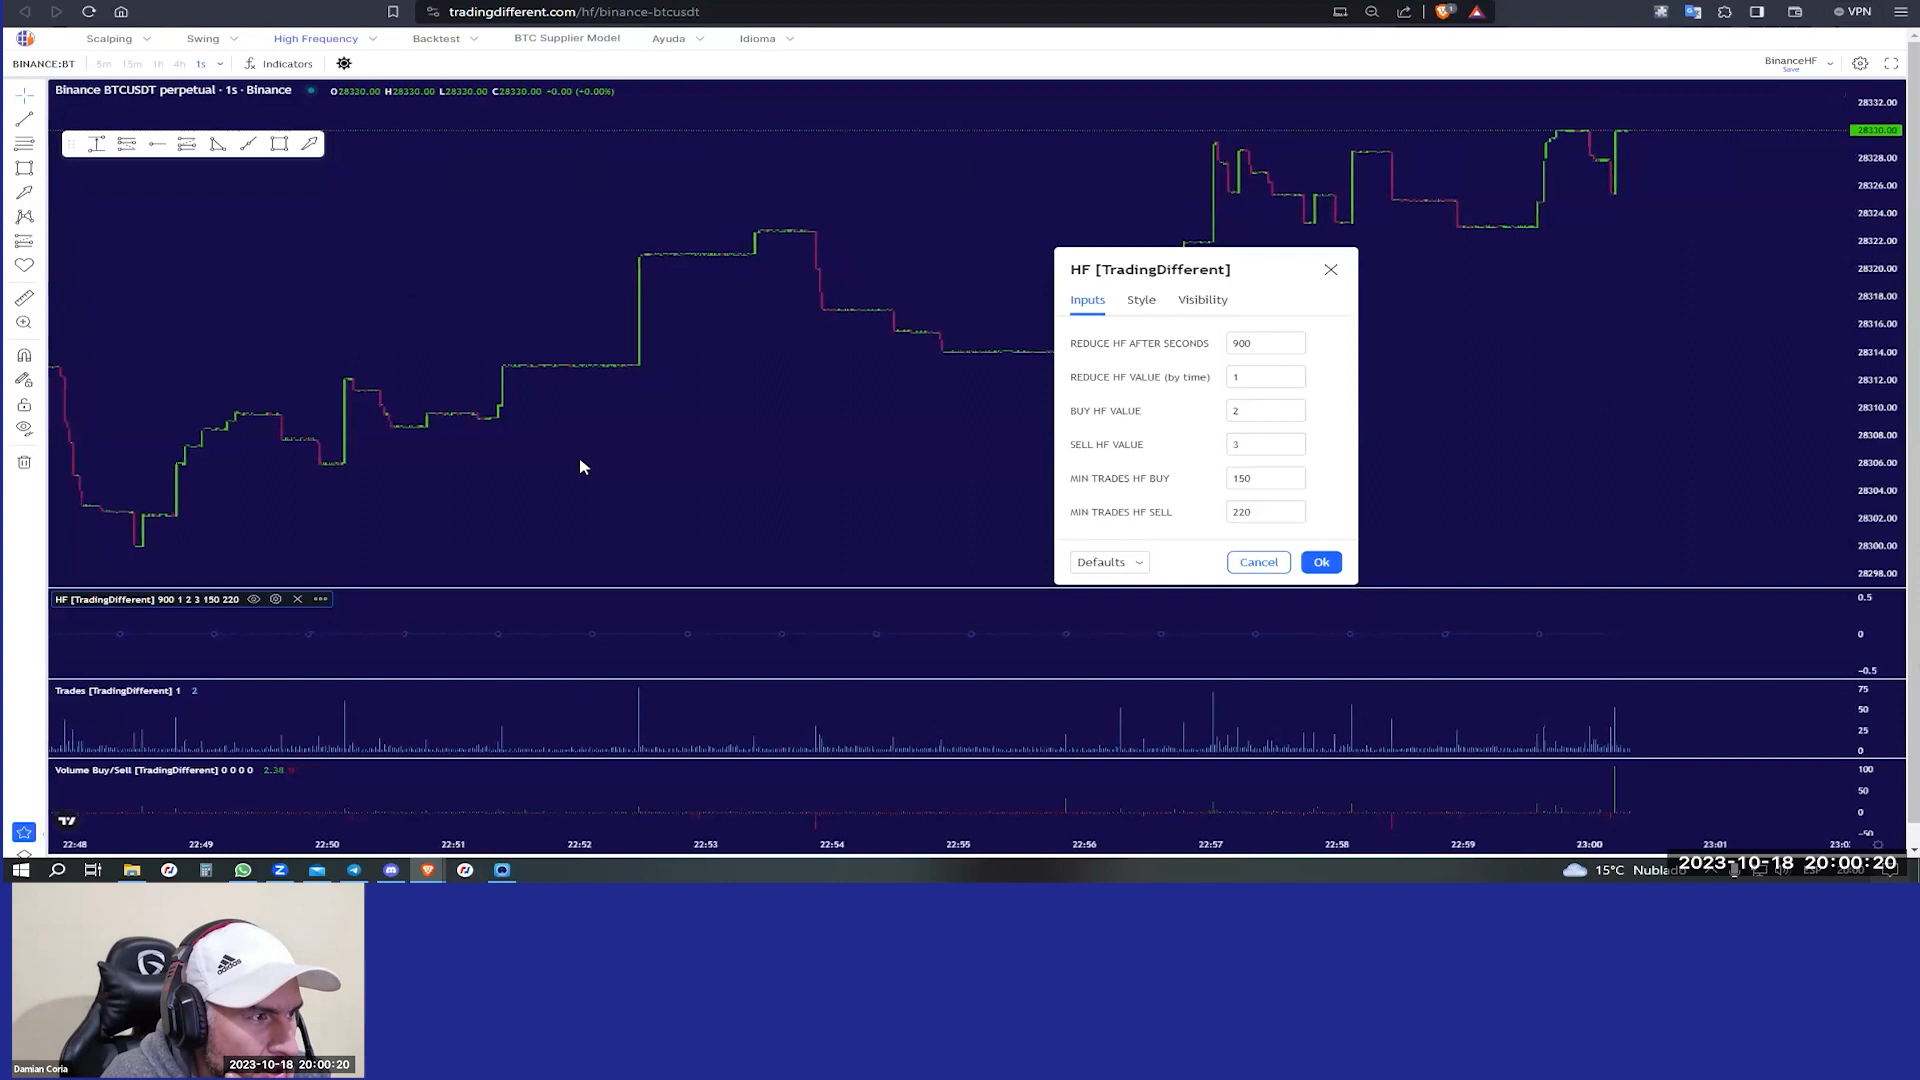 tradingdifferent.com/hf/binance-btcusdt
VPN
Scalping Swing High Frequency Backtest BTC Supplier Model Ayuda Idioma
BINANCE:BT 5m 15m 1h 4h 1s Indicators
BinanceHF
Save
Binance BTCUSDT perpetual · 1s · Binance O28330.00 H28330.00 L28330.00 C28330.00 +0.00 (+0.00%)
28332.00
28330.00
28328.00
28326.00
28324.00
28322.00
28320.00
28318.00
28316.00
28314.00
28312.00
28310.00
28308.00
28306.00
28304.00
28302.00
28300.00
28298.00
HF [TradingDifferent]
Inputs Style Visibility
REDUCE HF AFTER SECONDS 900
REDUCE HF VALUE (by time) 1
BUY HF VALUE 2
SELL HF VALUE 3
MIN TRADES HF BUY 150
MIN TRADES HF SELL 220
Defaults Cancel Ok
HF [TradingDifferent] 900 1 2 3 150 220
0.5
0
-0.5
Trades [TradingDifferent] 1 2
75
50
25
0
Volume Buy/Sell [TradingDifferent] 0 0 0 0 2.38
100
50
0
-50
22:48 22:49 22:50 22:51 22:52 22:53 22:54 22:55 22:56 22:57 22:58 22:59 23:00 23:01
15°C Nublado
2023-10-18 20:00:20
adidas
2023-10-18 20:00:20
Damian Coria